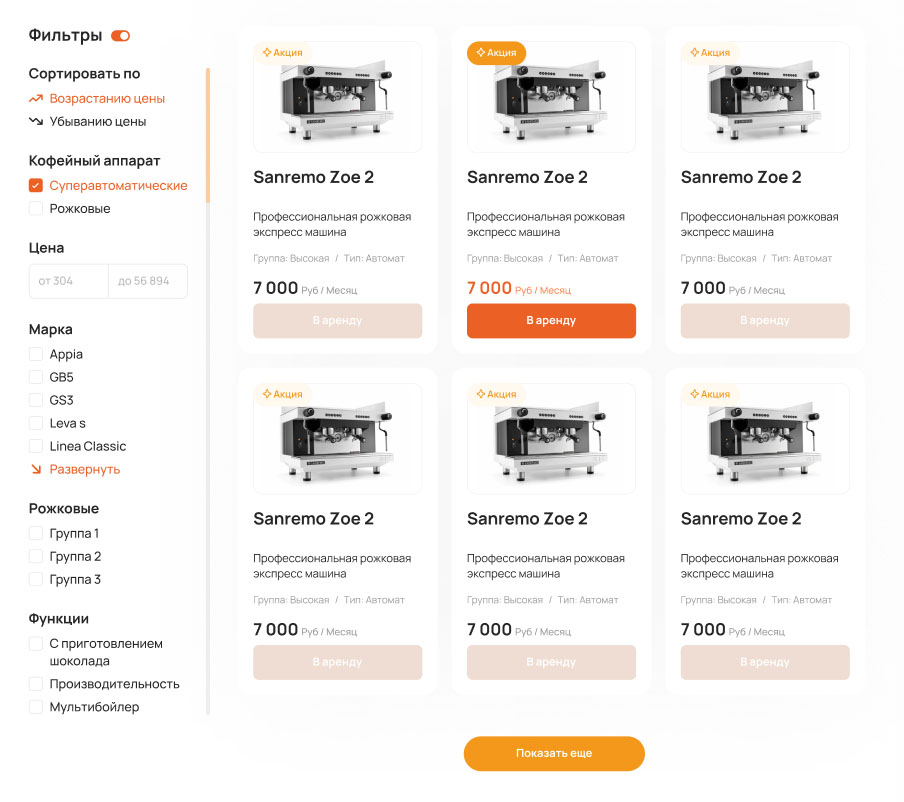 Фильтры
Сортировать по
Возрастанию цены
Убыванию цены
Кофейный аппарат
Суперавтоматические
Рожковые
Цена
от 304
до 56 894
Марка
Appia
GB5
GS3
Leva s
Linea Classic
Развернуть
Рожковые
Группа 1
Группа 2
Группа 3
Функции
С приготовлением
шоколада
Производительность
Мультибойлер
Акция
Sanremo Zoe 2
Профессиональная рожковая
экспресс машина
Группа: Высокая / Тип: Автомат
7 000 Руб / Месяц
В аренду
Акция
Sanremo Zoe 2
Профессиональная рожковая
экспресс машина
Группа: Высокая / Тип: Автомат
7 000 Руб / Месяц
В аренду
Акция
Sanremo Zoe 2
Профессиональная рожковая
экспресс машина
Группа: Высокая / Тип: Автомат
7 000 Руб / Месяц
В аренду
Акция
Sanremo Zoe 2
Профессиональная рожковая
экспресс машина
Группа: Высокая / Тип: Автомат
7 000 Руб / Месяц
В аренду
Акция
Sanremo Zoe 2
Профессиональная рожковая
экспресс машина
Группа: Высокая / Тип: Автомат
7 000 Руб / Месяц
В аренду
Акция
Sanremo Zoe 2
Профессиональная рожковая
экспресс машина
Группа: Высокая / Тип: Автомат
7 000 Руб / Месяц
В аренду
Показать еще